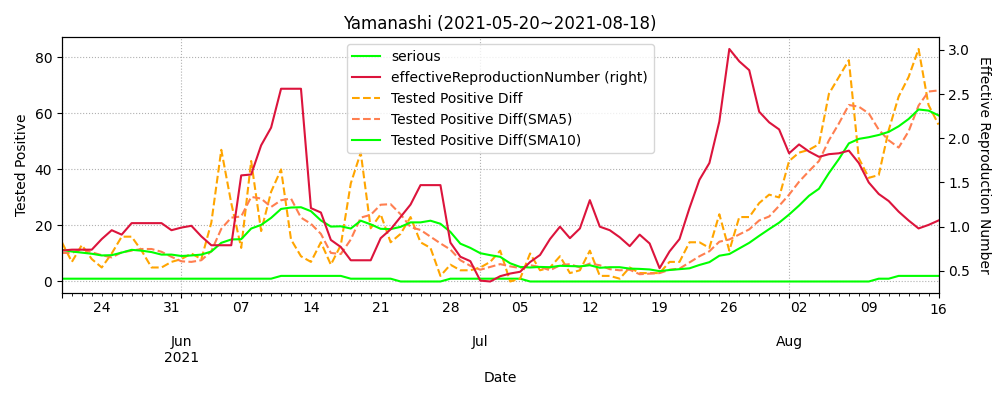 Yamanashi (2021-05-20~2021-08-18)
serious
effectiveReproductionNumber (right)
Tested Positive Diff
Tested Positive Diff(SMA5)
Tested Positive Diff(SMA10)
Tested Positive
80
60
40
20
0
3.0
2.5
2.0
1.5
1.0
0.5
Effective Reproduction Number
24 31 07 14 21 28 05 12 19 26 02 09 16
Jun Jul Aug
2021
Date